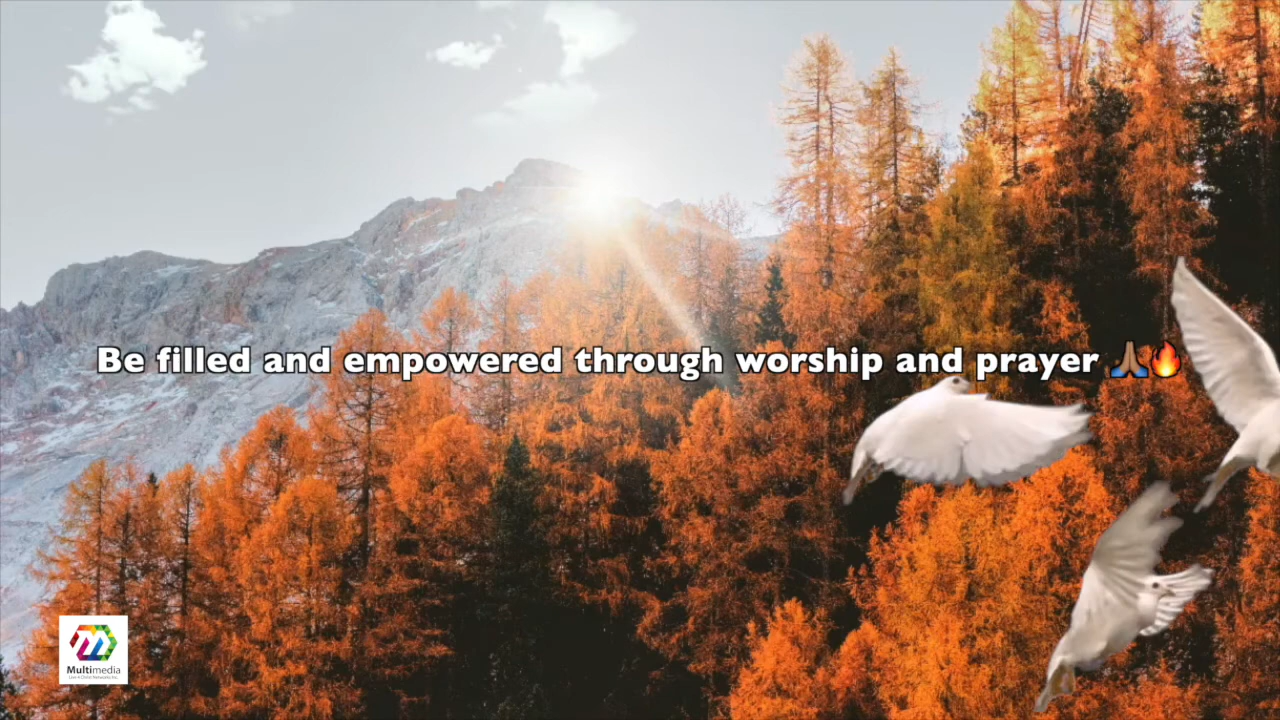 Be filled and empowered through worship and prayer 🙏🏽🔥
Multimedia